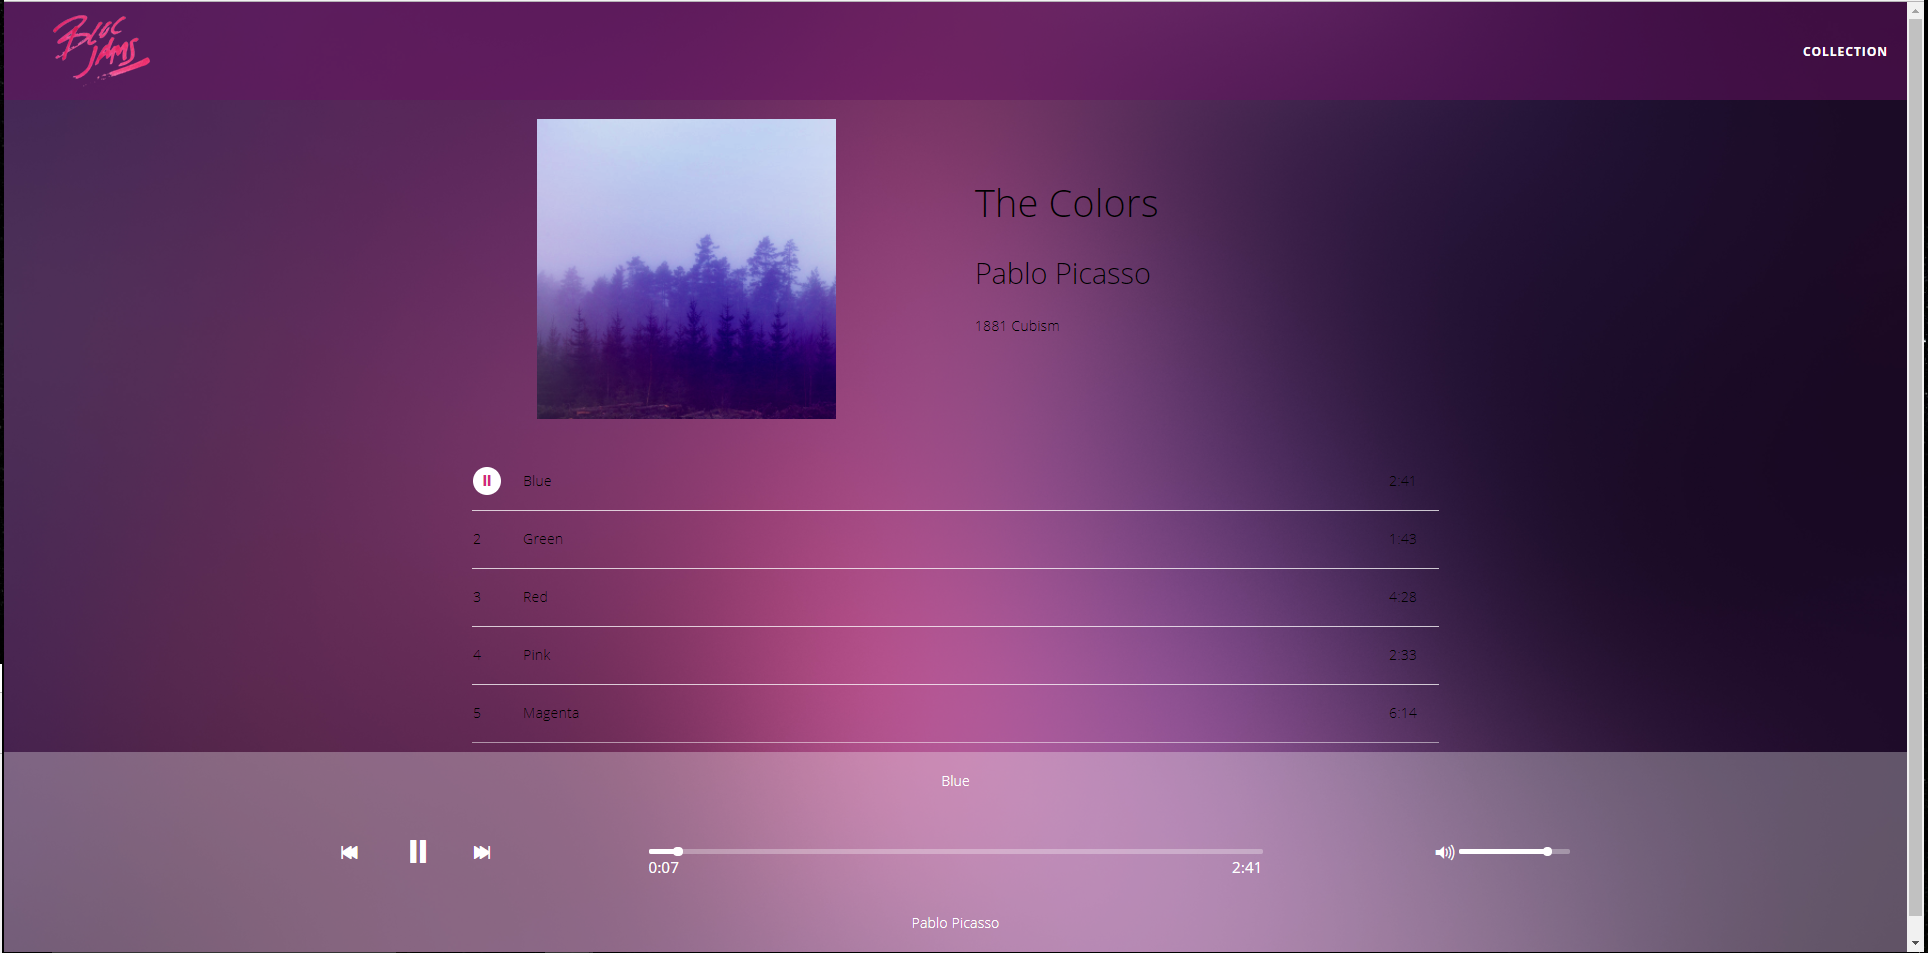 BLOC
JAMS
COLLECTION
The Colors
Pablo Picasso
1881 Cubism
Blue 2:41
2 Green 1:43
3 Red 4:28
4 Pink 2:33
5 Magenta 6:14
Blue
0:07 2:41
Pablo Picasso